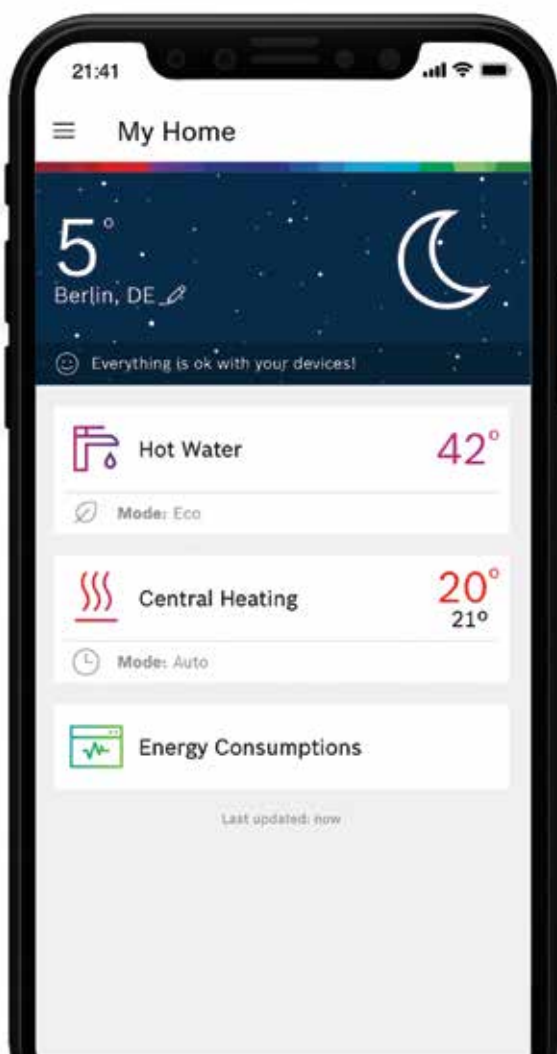 21:41
My Home
5°
Berlin, DE
Everything is ok with your devices!
Hot Water
42°
Mode: Eco
Central Heating
20°
21°
Mode: Auto
Energy Consumptions
Last updated: now